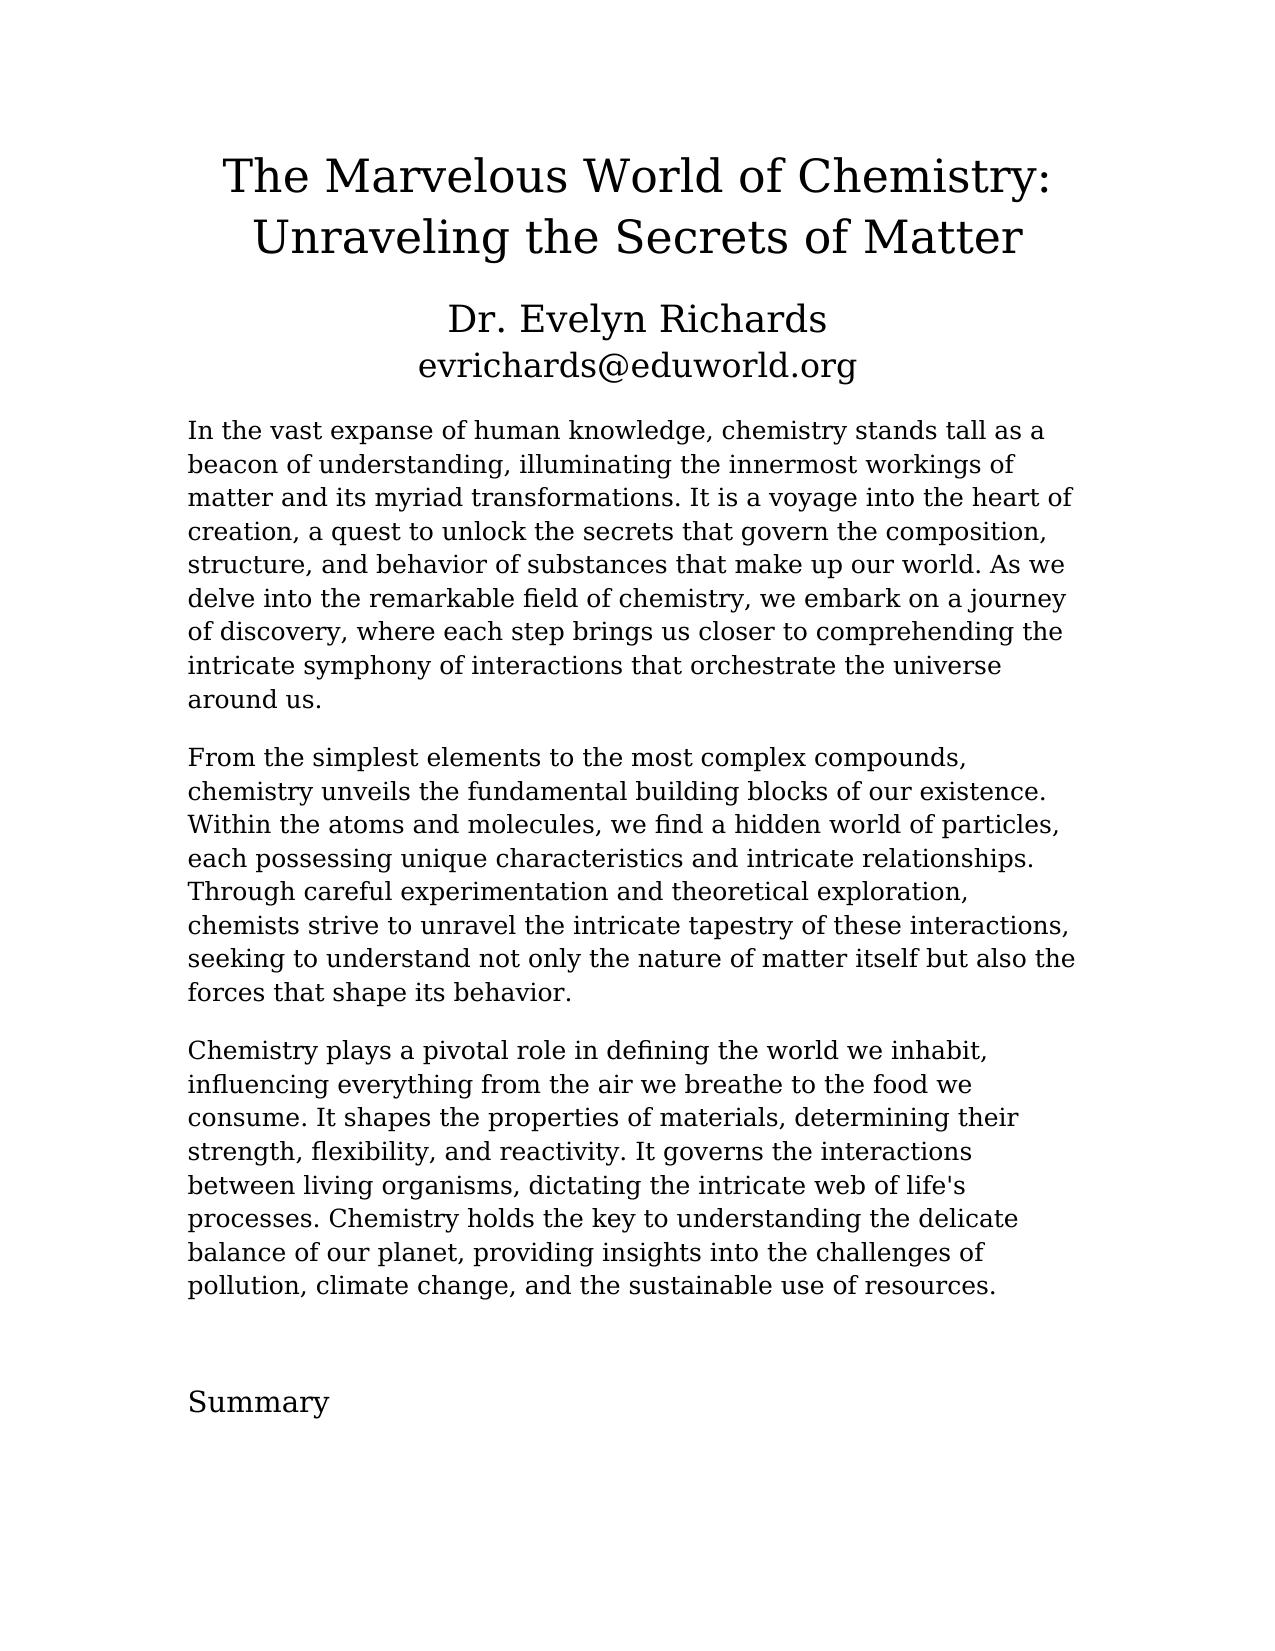 The Marvelous World of Chemistry:
Unraveling the Secrets of Matter
Dr. Evelyn Richards
evrichards@eduworld.org
In the vast expanse of human knowledge, chemistry stands tall as a
beacon of understanding, illuminating the innermost workings of
matter and its myriad transformations. It is a voyage into the heart of
creation, a quest to unlock the secrets that govern the composition,
structure, and behavior of substances that make up our world. As we
delve into the remarkable field of chemistry, we embark on a journey
of discovery, where each step brings us closer to comprehending the
intricate symphony of interactions that orchestrate the universe
around us.
From the simplest elements to the most complex compounds,
chemistry unveils the fundamental building blocks of our existence.
Within the atoms and molecules, we find a hidden world of particles,
each possessing unique characteristics and intricate relationships.
Through careful experimentation and theoretical exploration,
chemists strive to unravel the intricate tapestry of these interactions,
seeking to understand not only the nature of matter itself but also the
forces that shape its behavior.
Chemistry plays a pivotal role in defining the world we inhabit,
influencing everything from the air we breathe to the food we
consume. It shapes the properties of materials, determining their
strength, flexibility, and reactivity. It governs the interactions
between living organisms, dictating the intricate web of life's
processes. Chemistry holds the key to understanding the delicate
balance of our planet, providing insights into the challenges of
pollution, climate change, and the sustainable use of resources.
Summary